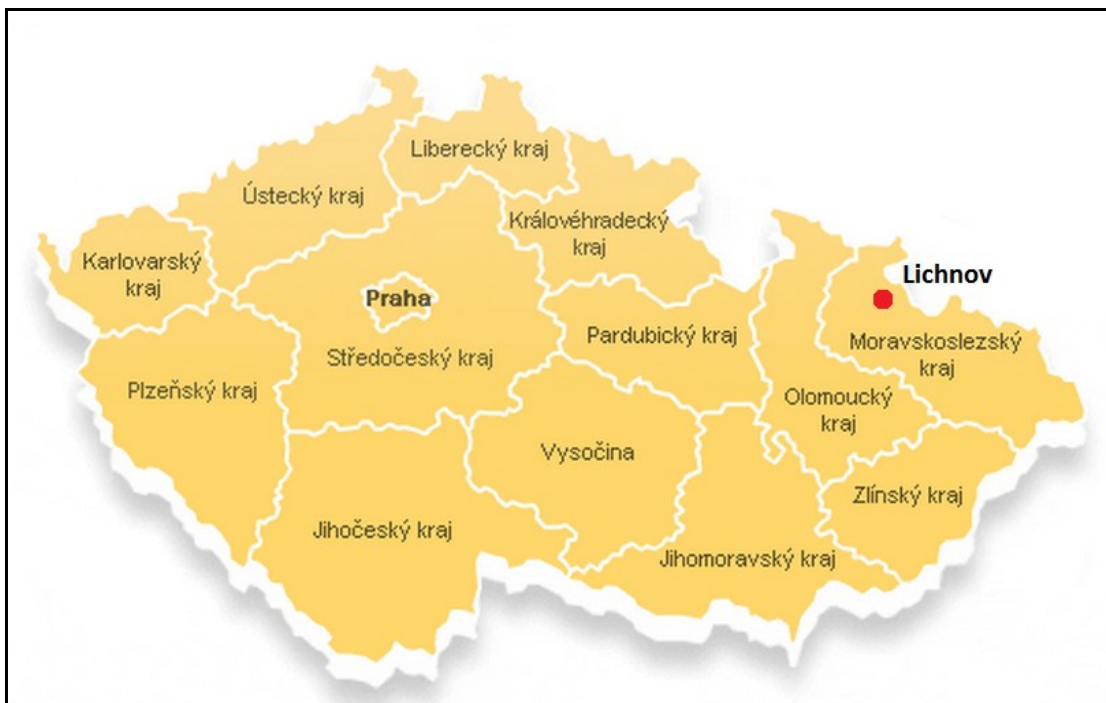 Liberecký kraj
Ústecký kraj
Královéhradecký
kraj
Karlovarský
kraj
Lichnov
Praha
Pardubický kraj
Moravskoslezský
kraj
Středočeský kraj
Plzeňský kraj
Olomoucký
kraj
Vysočina
Zlínský kraj
Jihočeský kraj
Jihomoravský kraj